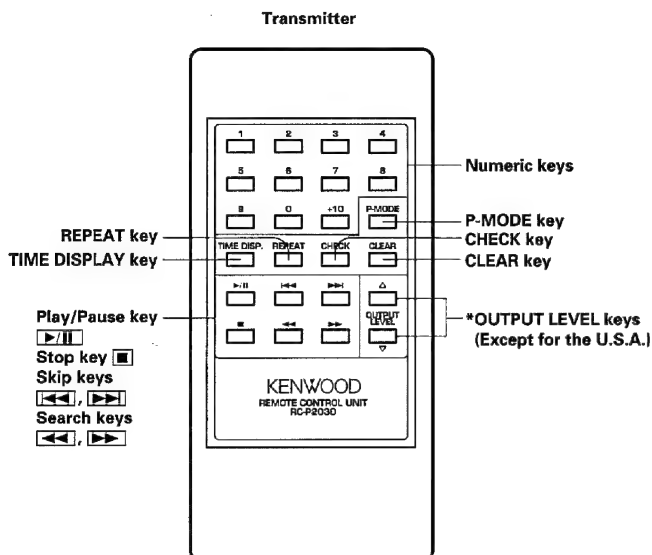 Transmitter
1 2 3 4
5 6 7 8
9 0 +10 P-MODE
TIME DISP. REPEAT CHECK CLEAR
▶/II |◀◀ ▶▶| △
■ ◀◀ ▶▶ OUTPUT LEVEL ▽
KENWOOD
REMOTE CONTROL UNIT
RC-P2030
REPEAT key
TIME DISPLAY key
Play/Pause key
▶/II
Stop key ■
Skip keys
|◀◀, ▶▶|
Search keys
◀◀, ▶▶
Numeric keys
P-MODE key
CHECK key
CLEAR key
*OUTPUT LEVEL keys
(Except for the U.S.A.)